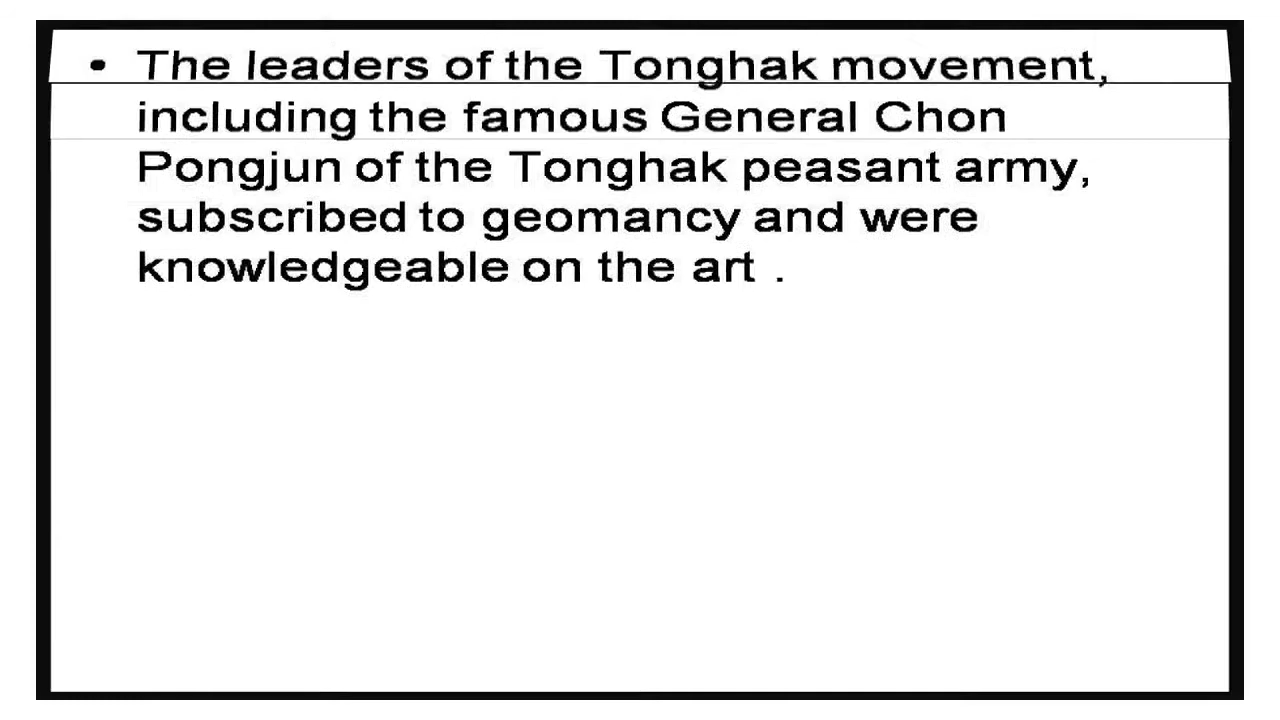 • The leaders of the Tonghak movement,
including the famous General Chon
Pongjun of the Tonghak peasant army,
subscribed to geomancy and were
knowledgeable on the art .